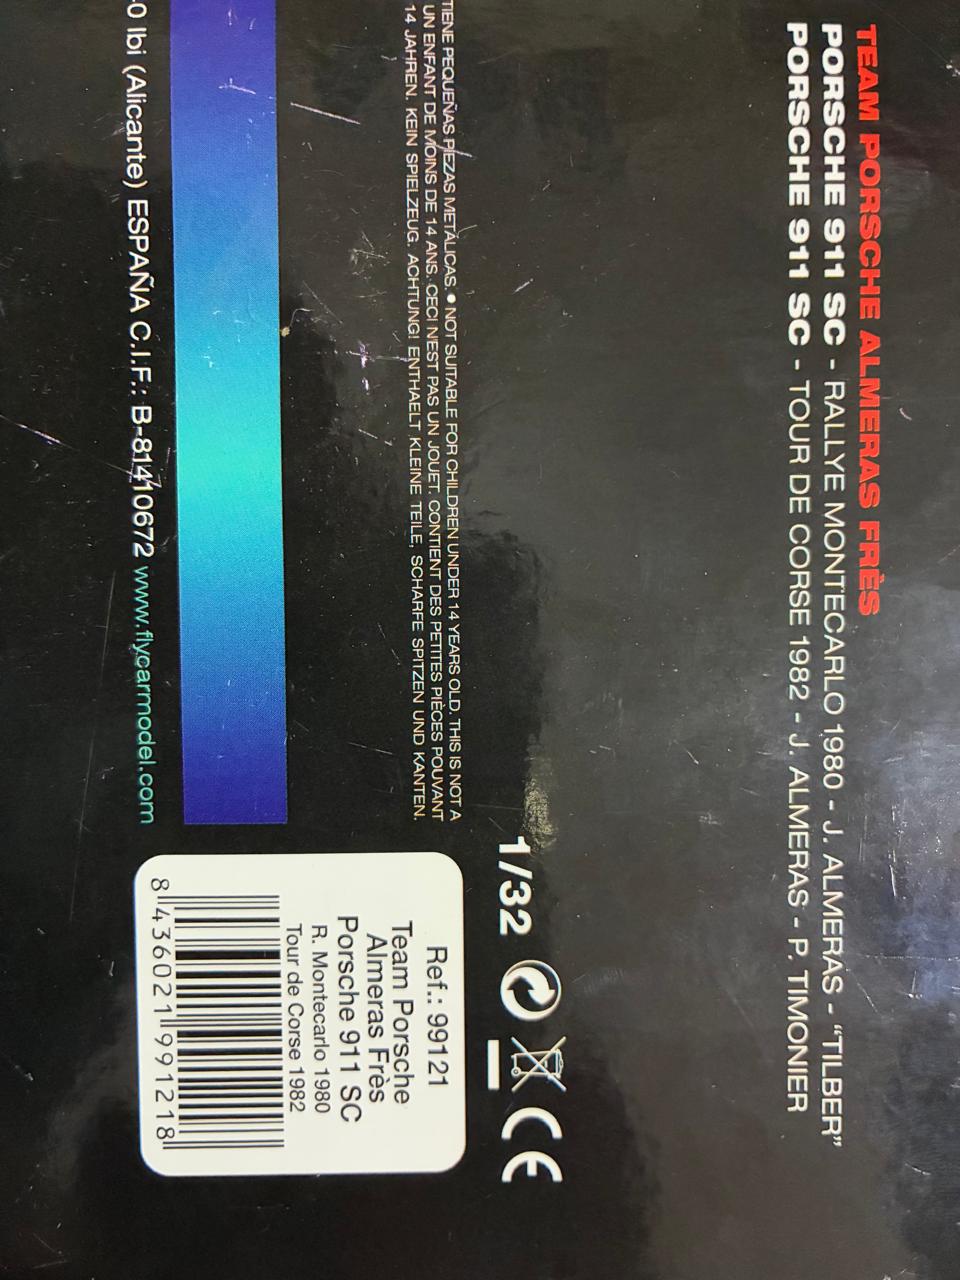 TEAM PORSCHE ALMERAS FRÈS
PORSCHE 911 SC - RALLYE MONTECARLO 1980 - J. ALMERAS - “TILBER”
PORSCHE 911 SC - TOUR DE CORSE 1982 - J. ALMERAS - P. TIMONIER
TIENE PEQUEÑAS PIEZAS METÁLICAS. • NOT SUITABLE FOR CHILDREN UNDER 14 YEARS OLD. THIS IS NOT A
UN ENFANT DE MOINS DE 14 ANS. CECI N'EST PAS UN JOUET. CONTIENT DES PETITES PIÈCES POUVANT
14 JAHREN. KEIN SPIELZEUG. ACHTUNG! ENTHAELT KLEINE TEILE, SCHARFE SPITZEN UND KANTEN.
1/32 CE
Ref.: 99121
Team Porsche
Almeras Frès
Porsche 911 SC
R. Montecarlo 1980
Tour de Corse 1982
8 436021 991218
-0 Ibi (Alicante) ESPAÑA C.I.F.: B-81410672 www.flycarmodel.com